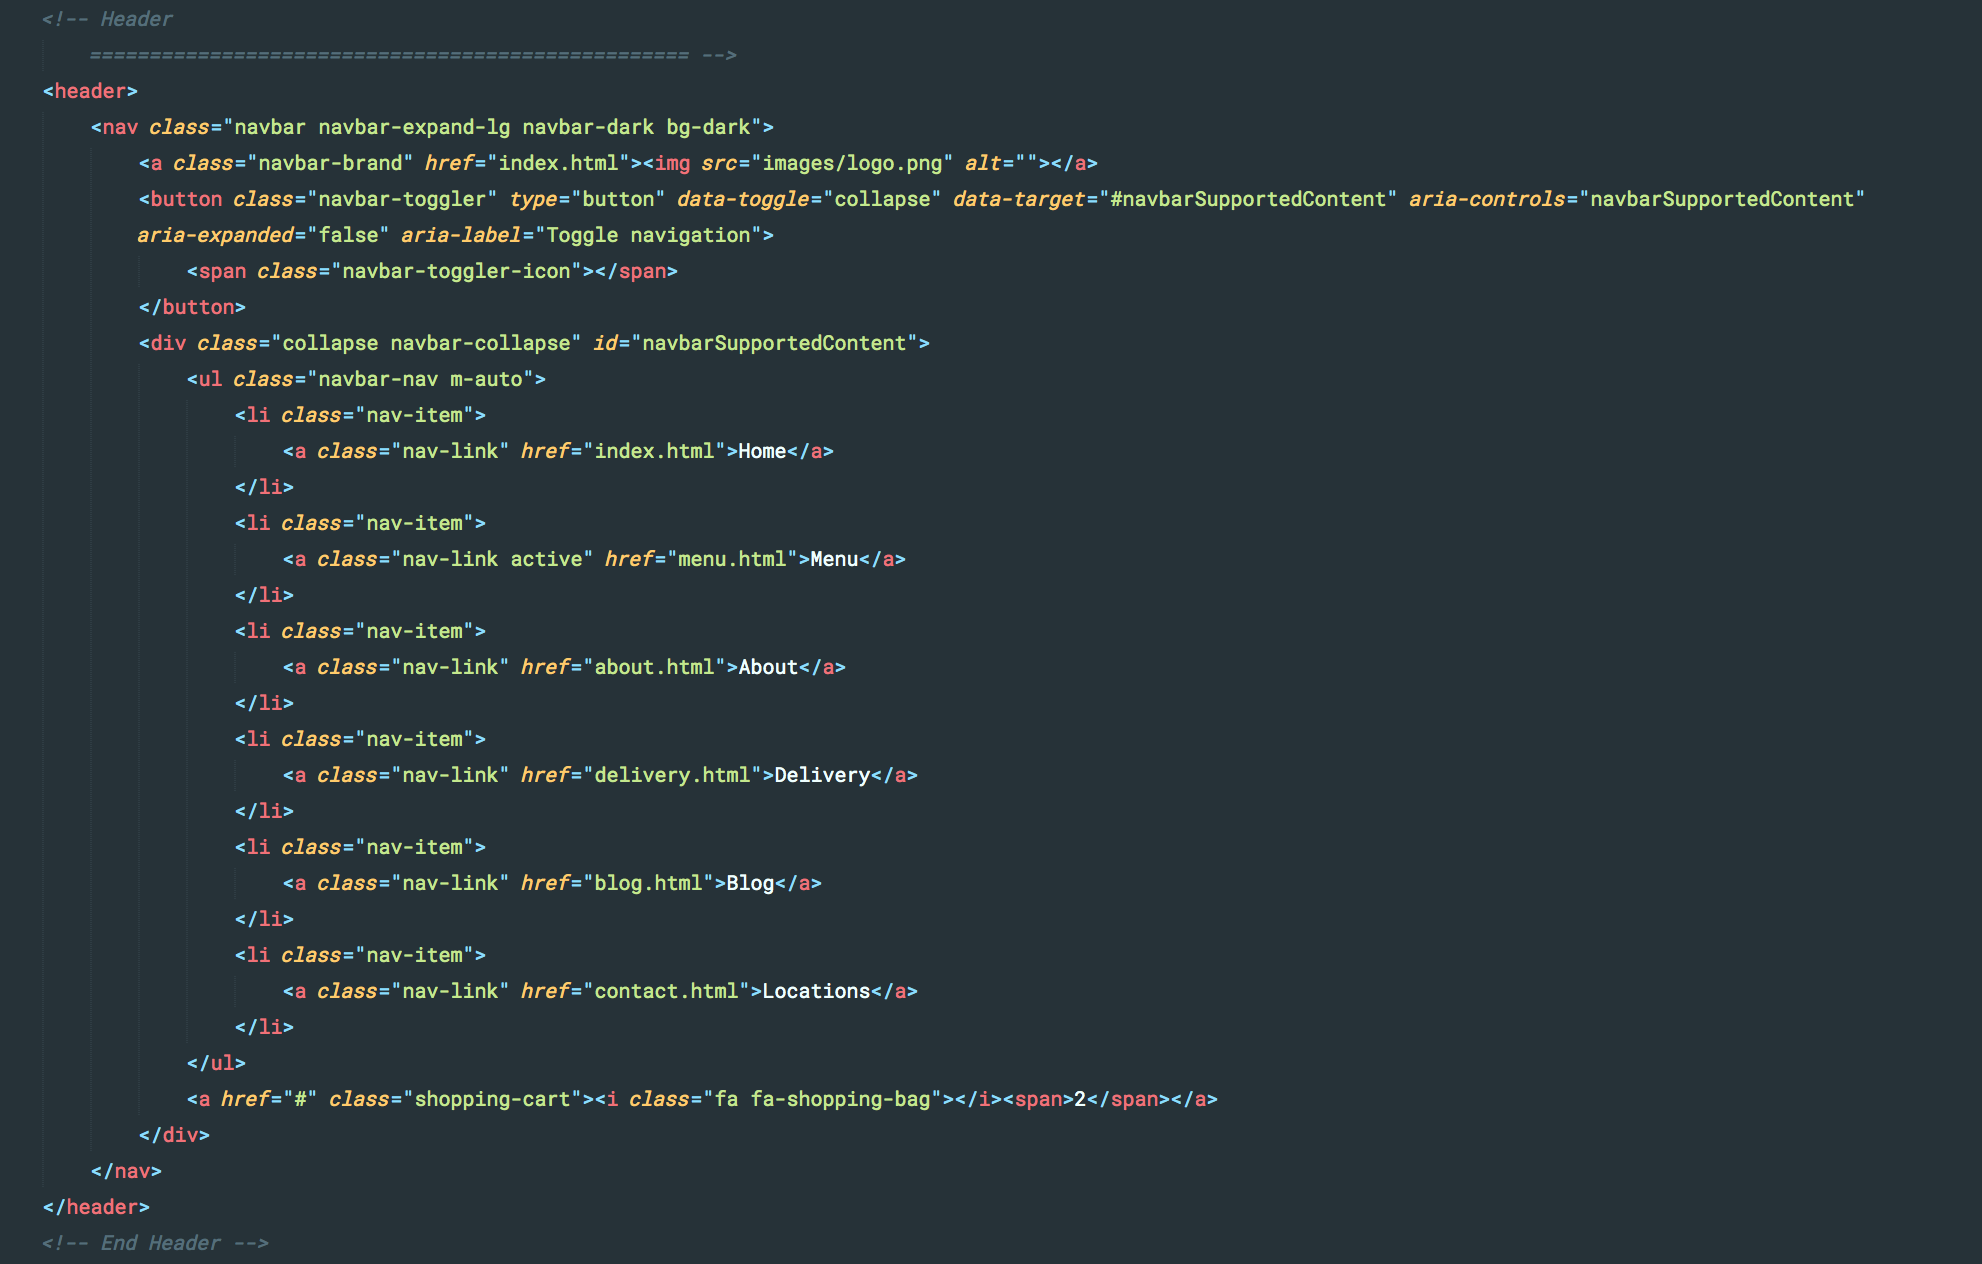 <!-- Header
================================================== -->
<header>
<nav class="navbar navbar-expand-lg navbar-dark bg-dark">
<a class="navbar-brand" href="index.html"><img src="images/logo.png" alt=""></a>
<button class="navbar-toggler" type="button" data-toggle="collapse" data-target="#navbarSupportedContent" aria-controls="navbarSupportedContent"
aria-expanded="false" aria-label="Toggle navigation">
<span class="navbar-toggler-icon"></span>
</button>
<div class="collapse navbar-collapse" id="navbarSupportedContent">
<ul class="navbar-nav m-auto">
<li class="nav-item">
<a class="nav-link" href="index.html">Home</a>
</li>
<li class="nav-item">
<a class="nav-link active" href="menu.html">Menu</a>
</li>
<li class="nav-item">
<a class="nav-link" href="about.html">About</a>
</li>
<li class="nav-item">
<a class="nav-link" href="delivery.html">Delivery</a>
</li>
<li class="nav-item">
<a class="nav-link" href="blog.html">Blog</a>
</li>
<li class="nav-item">
<a class="nav-link" href="contact.html">Locations</a>
</li>
</ul>
<a href="#" class="shopping-cart"><i class="fa fa-shopping-bag"></i><span>2</span></a>
</div>
</nav>
</header>
<!-- End Header -->